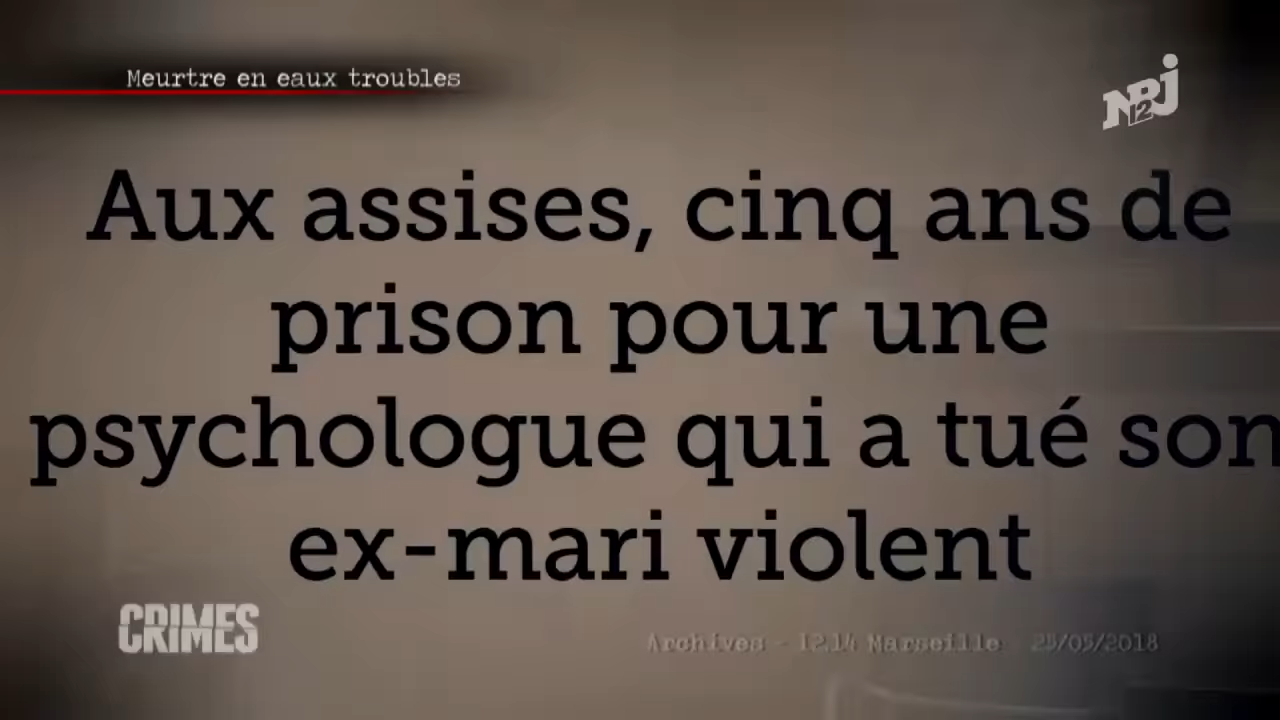 Meurtre en eaux troubles
NRJ
12
Aux assises, cinq ans de
prison pour une
psychologue qui a tué son
ex-mari violent
CRIMES
Archives - 12.14 Marseille - 25/05/2018